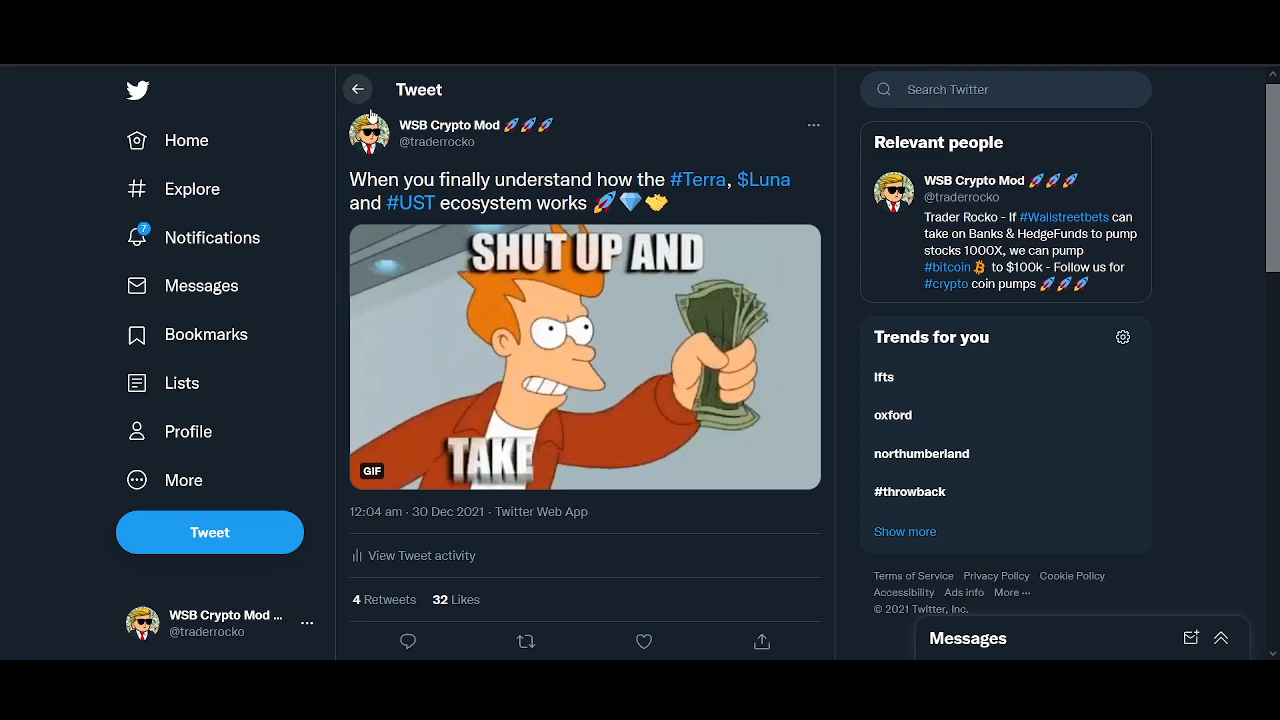 Tweet
WSB Crypto Mod 🚀🚀🚀
@traderrocko
When you finally understand how the #Terra, $Luna
and #UST ecosystem works 🚀💎🤝
SHUT UP AND
TAKE
GIF
12:04 am · 30 Dec 2021 · Twitter Web App
View Tweet activity
4 Retweets 32 Likes
Home
Explore
7
Notifications
Messages
Bookmarks
Lists
Profile
More
Tweet
WSB Crypto Mod ...
@traderrocko
Search Twitter
Relevant people
WSB Crypto Mod 🚀🚀🚀
@traderrocko
Trader Rocko - If #Wallstreetbets can
take on Banks & HedgeFunds to pump
stocks 1000X, we can pump
#bitcoin to $100k - Follow us for
#crypto coin pumps 🚀🚀🚀
Trends for you
lfts
oxford
northumberland
#throwback
Show more
Terms of Service Privacy Policy Cookie Policy
Accessibility Ads info More ···
© 2021 Twitter, Inc.
Messages